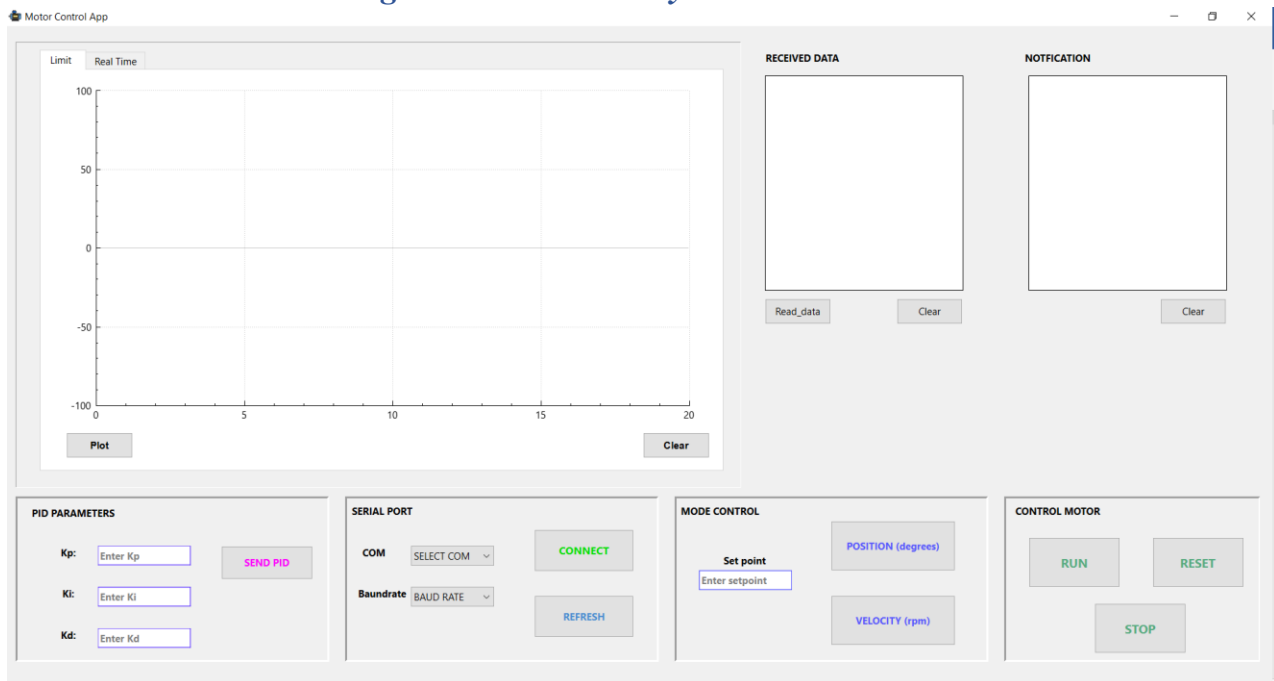 Motor Control App
Limit
Real Time
100
50
0
-50
-100
0 5 10 15 20
Plot
Clear
RECEIVED DATA
Read_data
Clear
NOTFICATION
Clear
PID PARAMETERS
Kp: Enter Kp
Ki: Enter Ki
Kd: Enter Kd
SEND PID
SERIAL PORT
COM SELECT COM
Baundrate BAUD RATE
CONNECT
REFRESH
MODE CONTROL
Set point
Enter setpoint
POSITION (degrees)
VELOCITY (rpm)
CONTROL MOTOR
RUN
RESET
STOP